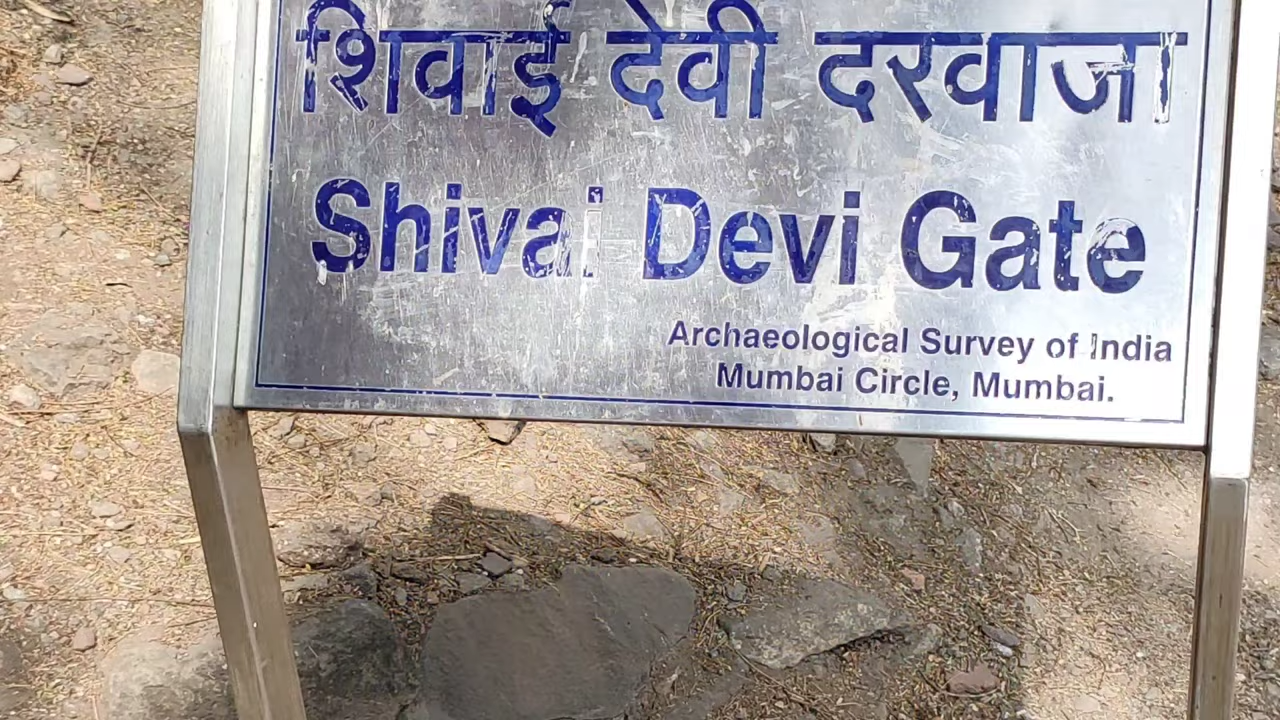 शिवाई देवी दरवाजा
Shivai Devi Gate
Archaeological Survey of India
Mumbai Circle, Mumbai.